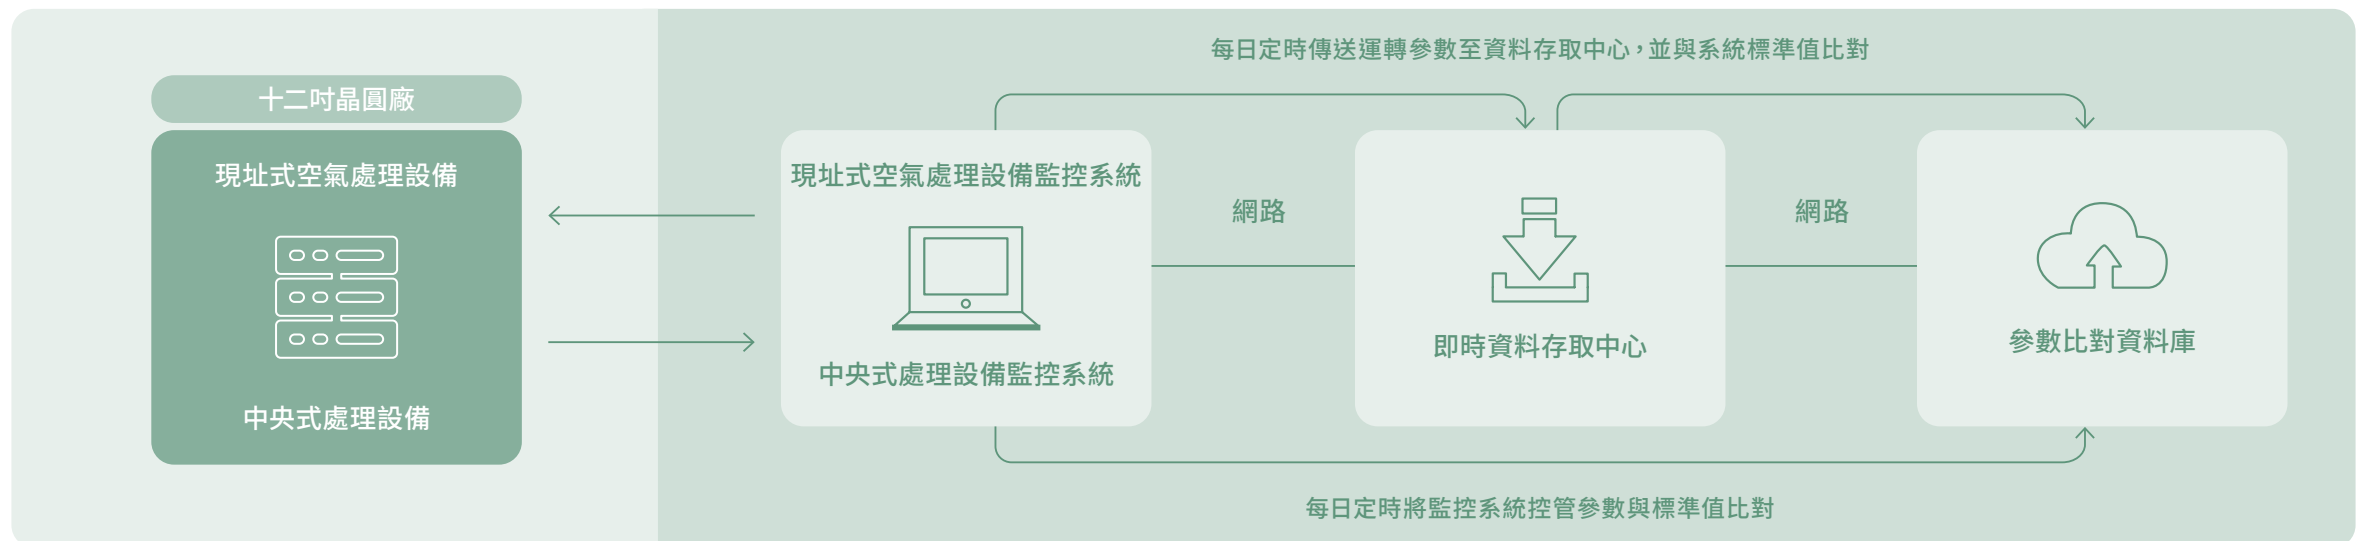 每日定時傳送運轉參數至資料存取中心，並與系統標準值比對
十二吋晶圓廠
現址式空氣處理設備
中央式處理設備
現址式空氣處理設備監控系統
中央式處理設備監控系統
網路
即時資料存取中心
網路
參數比對資料庫
每日定時將監控系統控管參數與標準值比對